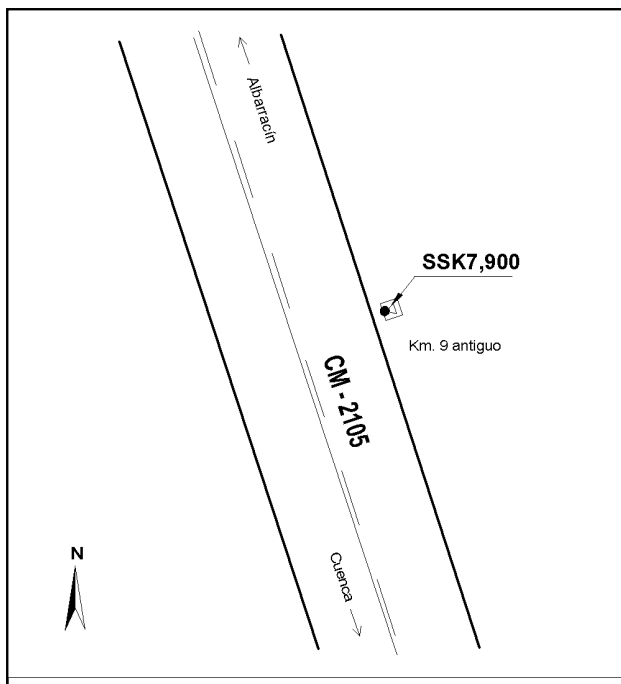 Albarracín
SSK7,900
Km. 9 antiguo
CM - 2105
N
Cuenca